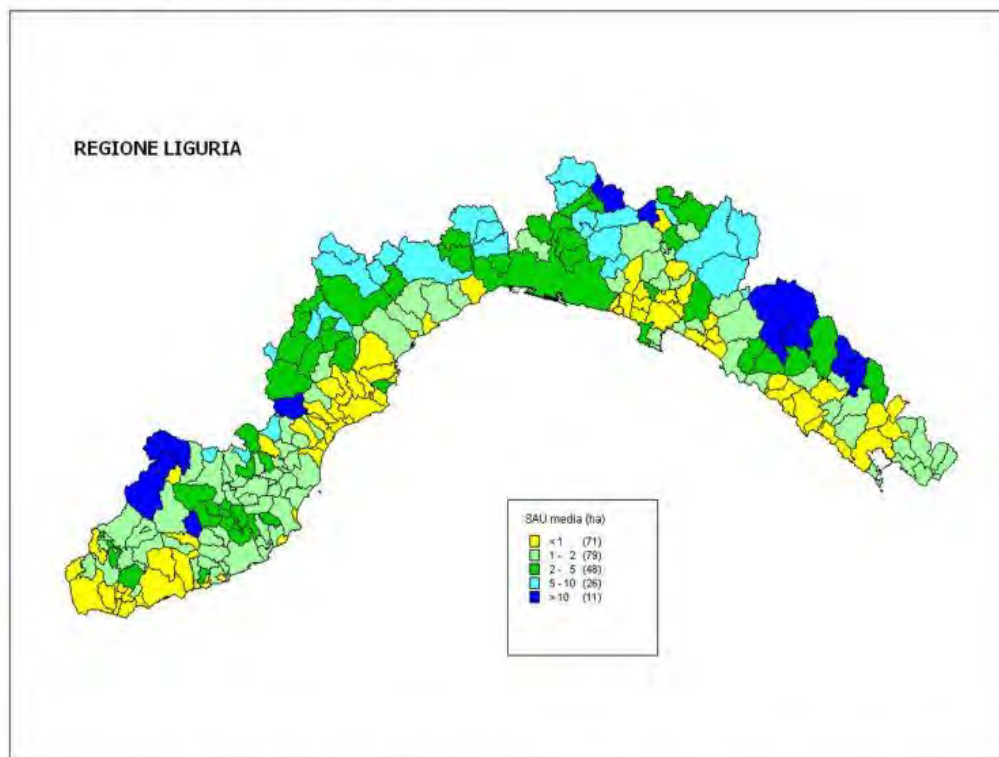 REGIONE LIGURIA
SAU media (ha)
<1 (71)
1 - 2 (79)
2 - 5 (48)
5 - 10 (26)
>10 (11)